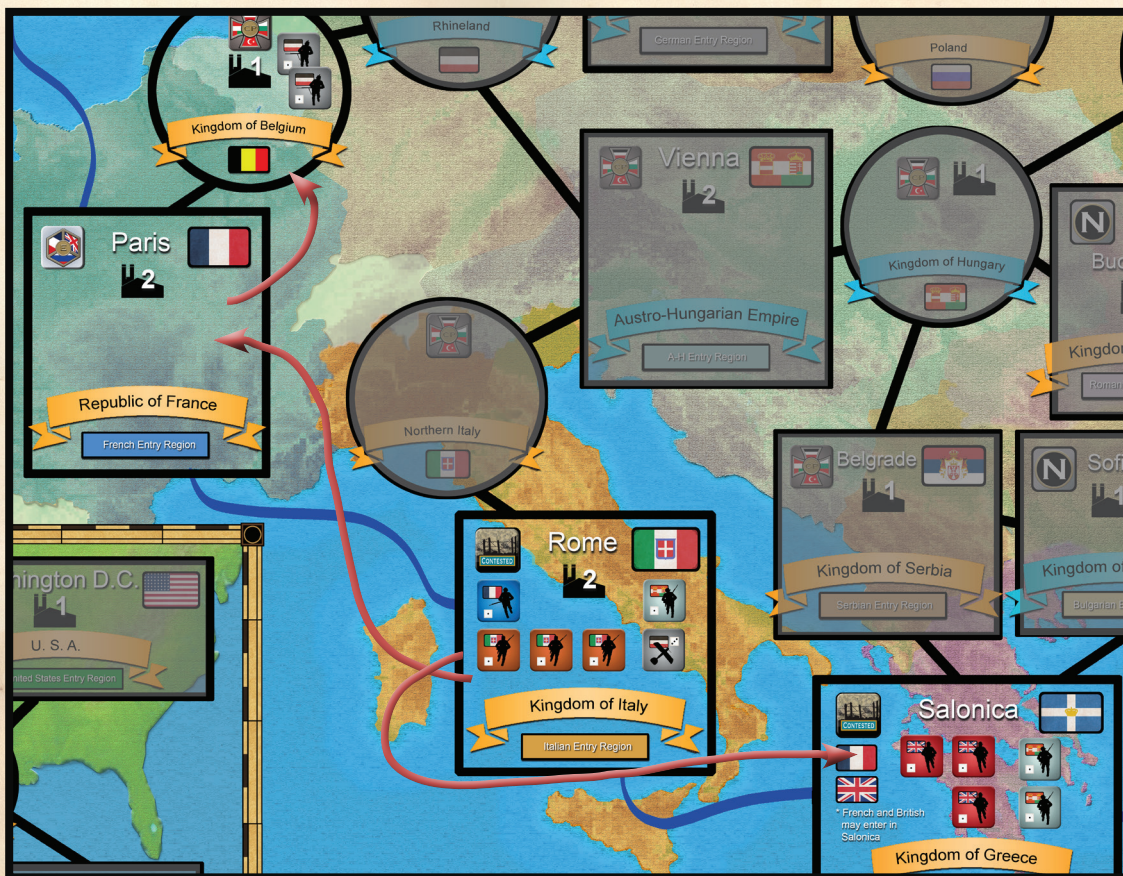 Rhineland
German Entry Region
Poland
1
Kingdom of Belgium
Vienna
2
1
Kingdom of Hungary
Paris
2
N
Austro-Hungarian Empire
A-H Entry Region
Republic of France
French Entry Region
Northern Italy
Belgrade
1
N
Kingdom of Serbia
Serbian Entry Region
CONTESTED
Rome
2
D.C.
1
U. S. A.
Entry Region
Kingdom of Italy
Italian Entry Region
CONTESTED
Salonica
* French and British
may enter in
Salonica
Kingdom of Greece